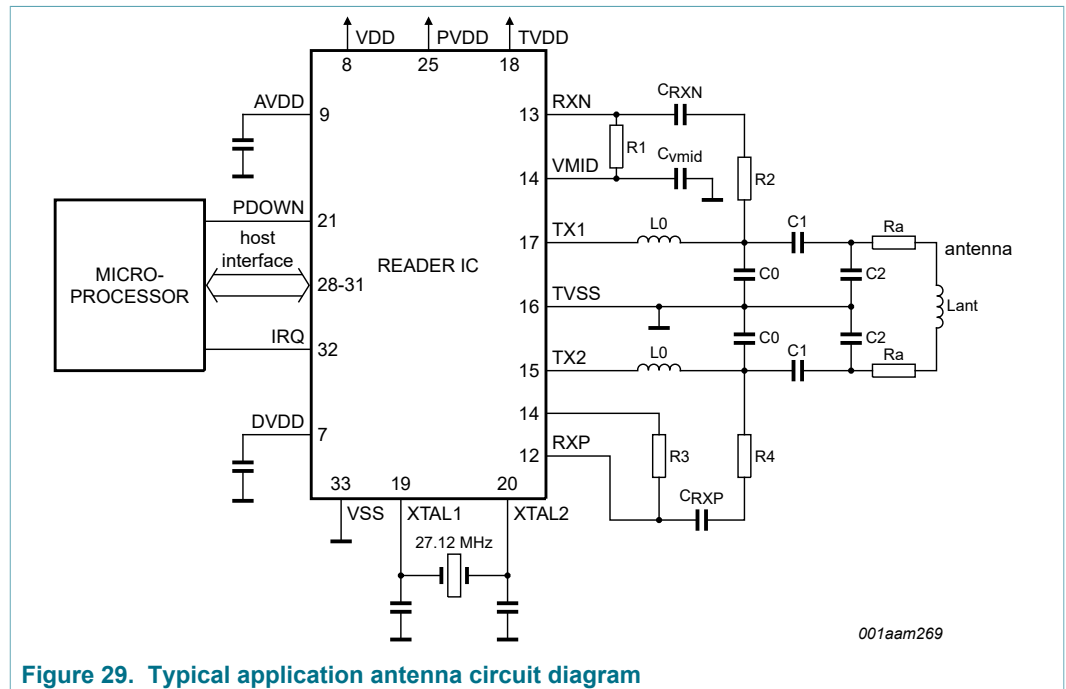 VDD PVDD TVDD
8 25 18
AVDD 9
13 RXN CRXN
R1
14 VMID Cvmid
R2
PDOWN 21
17 TX1 L0 C1 Ra
antenna
host
interface
28-31
READER IC
MICRO-
PROCESSOR
C0 C2
16 TVSS
Lant
IRQ 32
C0 C2
15 TX2 L0 C1 Ra
14
DVDD 7
RXP
12
R3 R4
CRXP
33 19 20
VSS XTAL1 XTAL2
27.12 MHz
001aam269
Figure 29. Typical application antenna circuit diagram